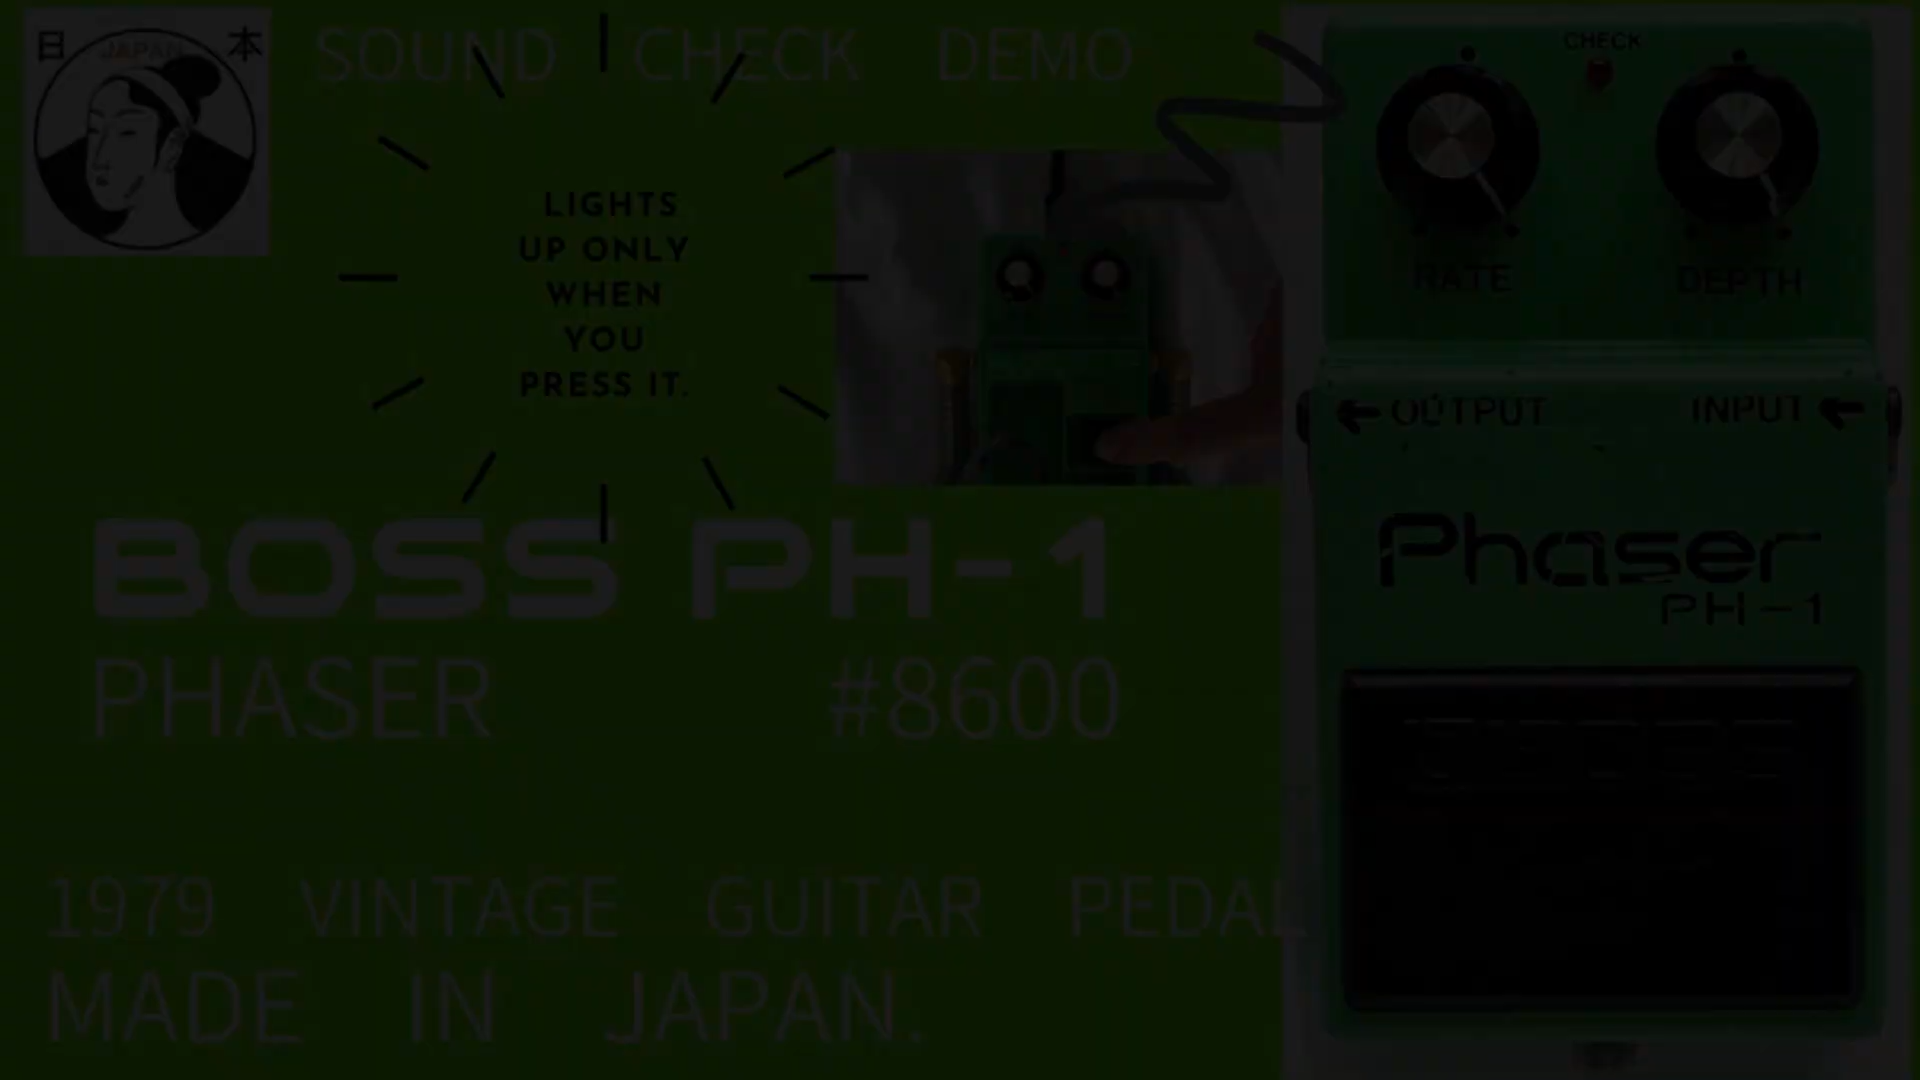 日 JAPAN 本
SOUND CHECK DEMO
LIGHTS
UP ONLY
WHEN
YOU
PRESS IT.
BOSS PH-1
PHASER #8600
1979 VINTAGE GUITAR PEDAL
MADE IN JAPAN.
CHECK
RATE DEPTH
OUTPUT INPUT
Phaser
PH-1